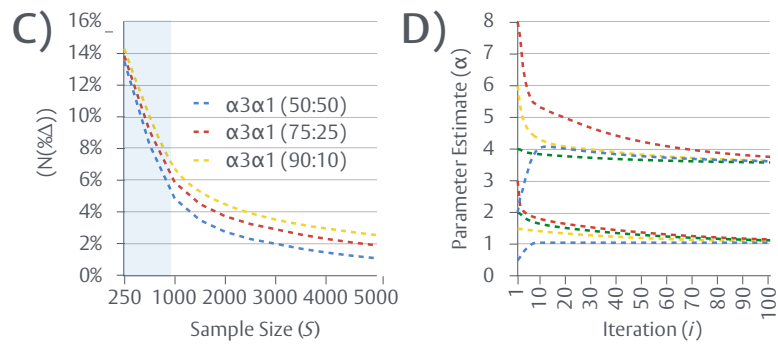 C)
16%
14%
12%
10%
8%
6%
4%
2%
0%
(N(%Δ))
α3α1 (50:50)
α3α1 (75:25)
α3α1 (90:10)
250 1000 2000 3000 4000 5000
Sample Size (S)
D)
8
7
6
5
4
3
2
1
0
Parameter Estimate (α)
1 10 20 30 40 50 60 70 80 90 100
Iteration (i)